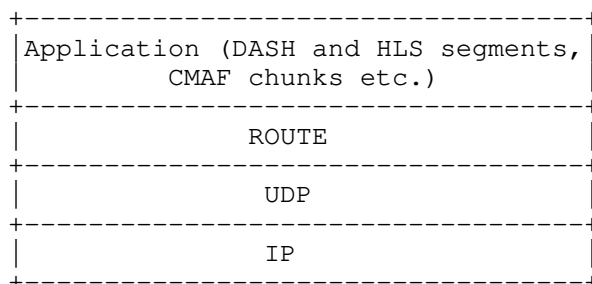 Application (DASH and HLS segments,
CMAF chunks etc.)
ROUTE
UDP
IP